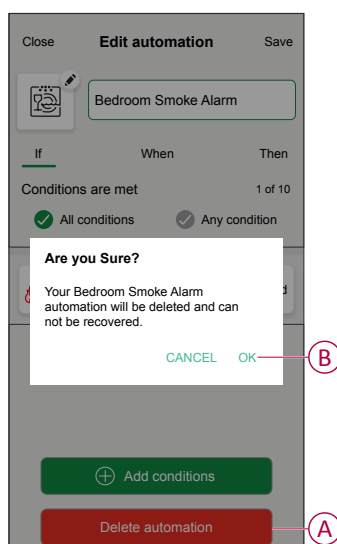 Close Edit automation Save
Bedroom Smoke Alarm
If When Then
Conditions are met 1 of 10
All conditions Any condition
Are you Sure?
Your Bedroom Smoke Alarm
automation will be deleted and can
not be recovered.
CANCEL OK B
Add conditions
Delete automation A